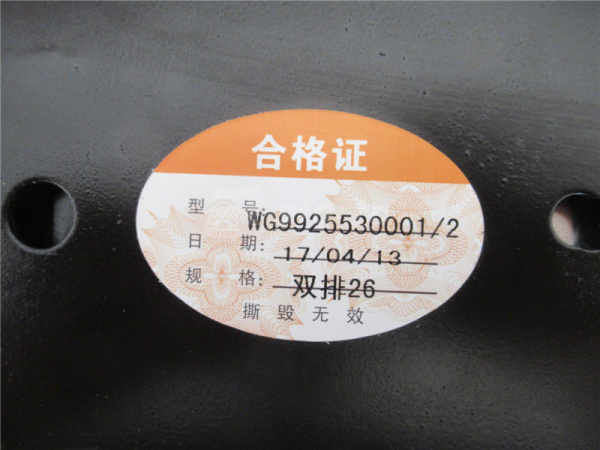 合格证
型 号: WG9925530001/2
日 期: 17/04/13
规 格: 双排26
撕毁无效